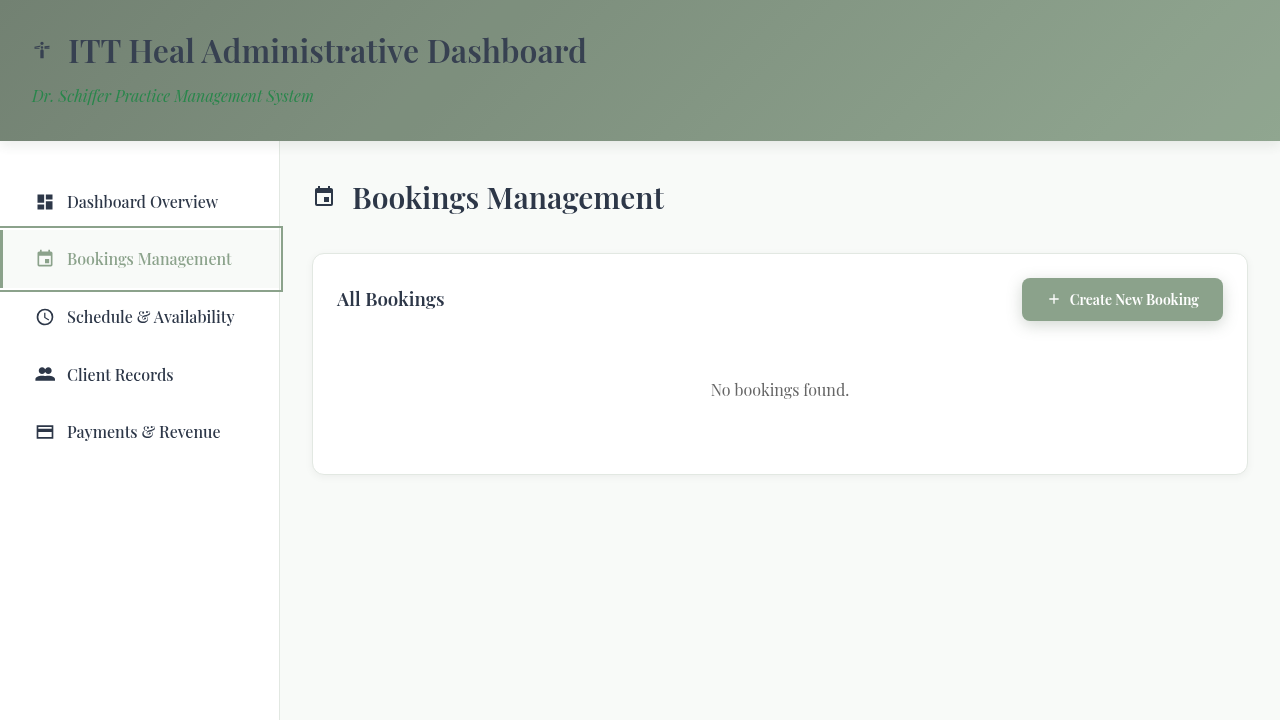 ITT Heal Administrative Dashboard
Dr. Schiffer Practice Management System
Dashboard Overview
Bookings Management
Schedule & Availability
Client Records
Payments & Revenue
Bookings Management
All Bookings
Create New Booking
No bookings found.